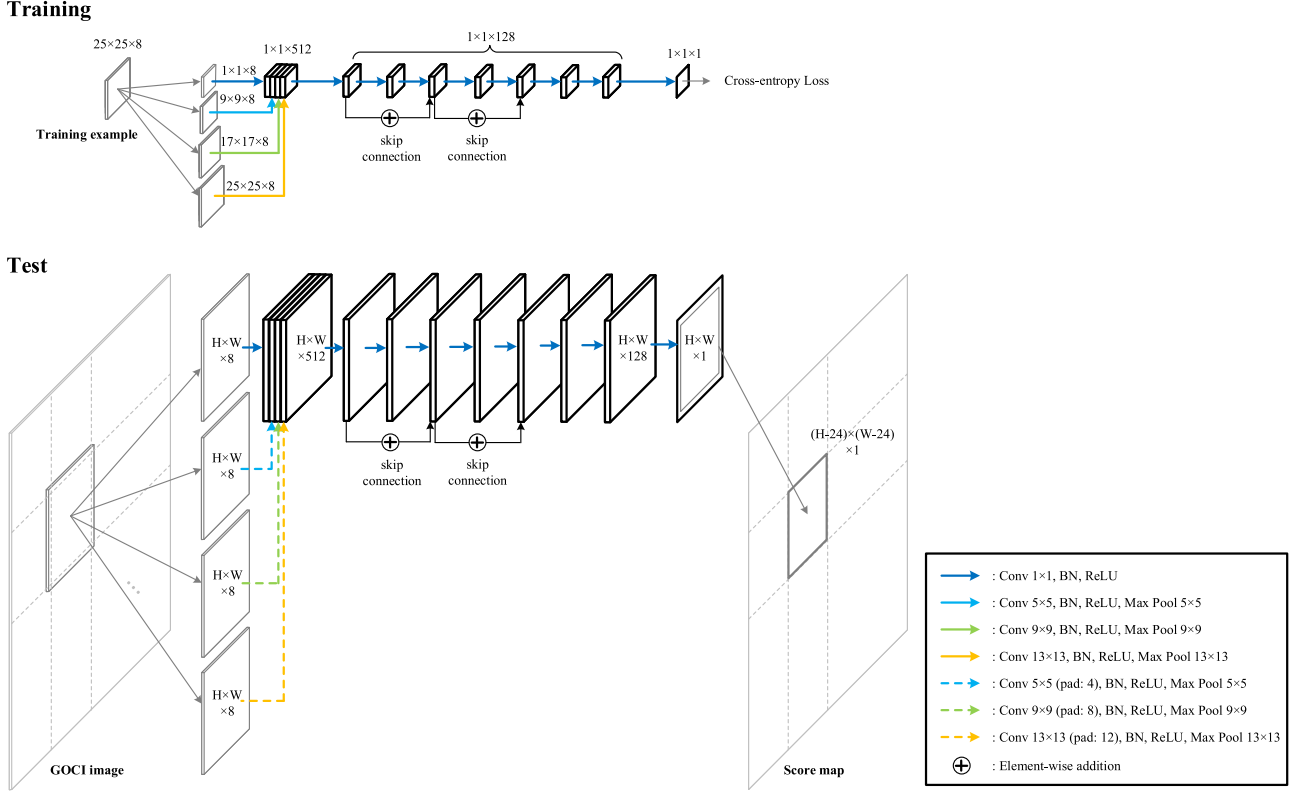 Training
25×25×8
1×1×8
9×9×8
17×17×8
25×25×8
Training example
1×1×512
1×1×128
1×1×1
Cross-entropy Loss
skip
connection
skip
connection
Test
H×W
×8
H×W
×8
H×W
×8
H×W
×8
H×W
×512
H×W
×128
H×W
×1
skip
connection
skip
connection
(H-24)×(W-24)
×1
GOCI image
Score map
: Conv 1×1, BN, ReLU
: Conv 5×5, BN, ReLU, Max Pool 5×5
: Conv 9×9, BN, ReLU, Max Pool 9×9
: Conv 13×13, BN, ReLU, Max Pool 13×13
: Conv 5×5 (pad: 4), BN, ReLU, Max Pool 5×5
: Conv 9×9 (pad: 8), BN, ReLU, Max Pool 9×9
: Conv 13×13 (pad: 12), BN, ReLU, Max Pool 13×13
: Element-wise addition